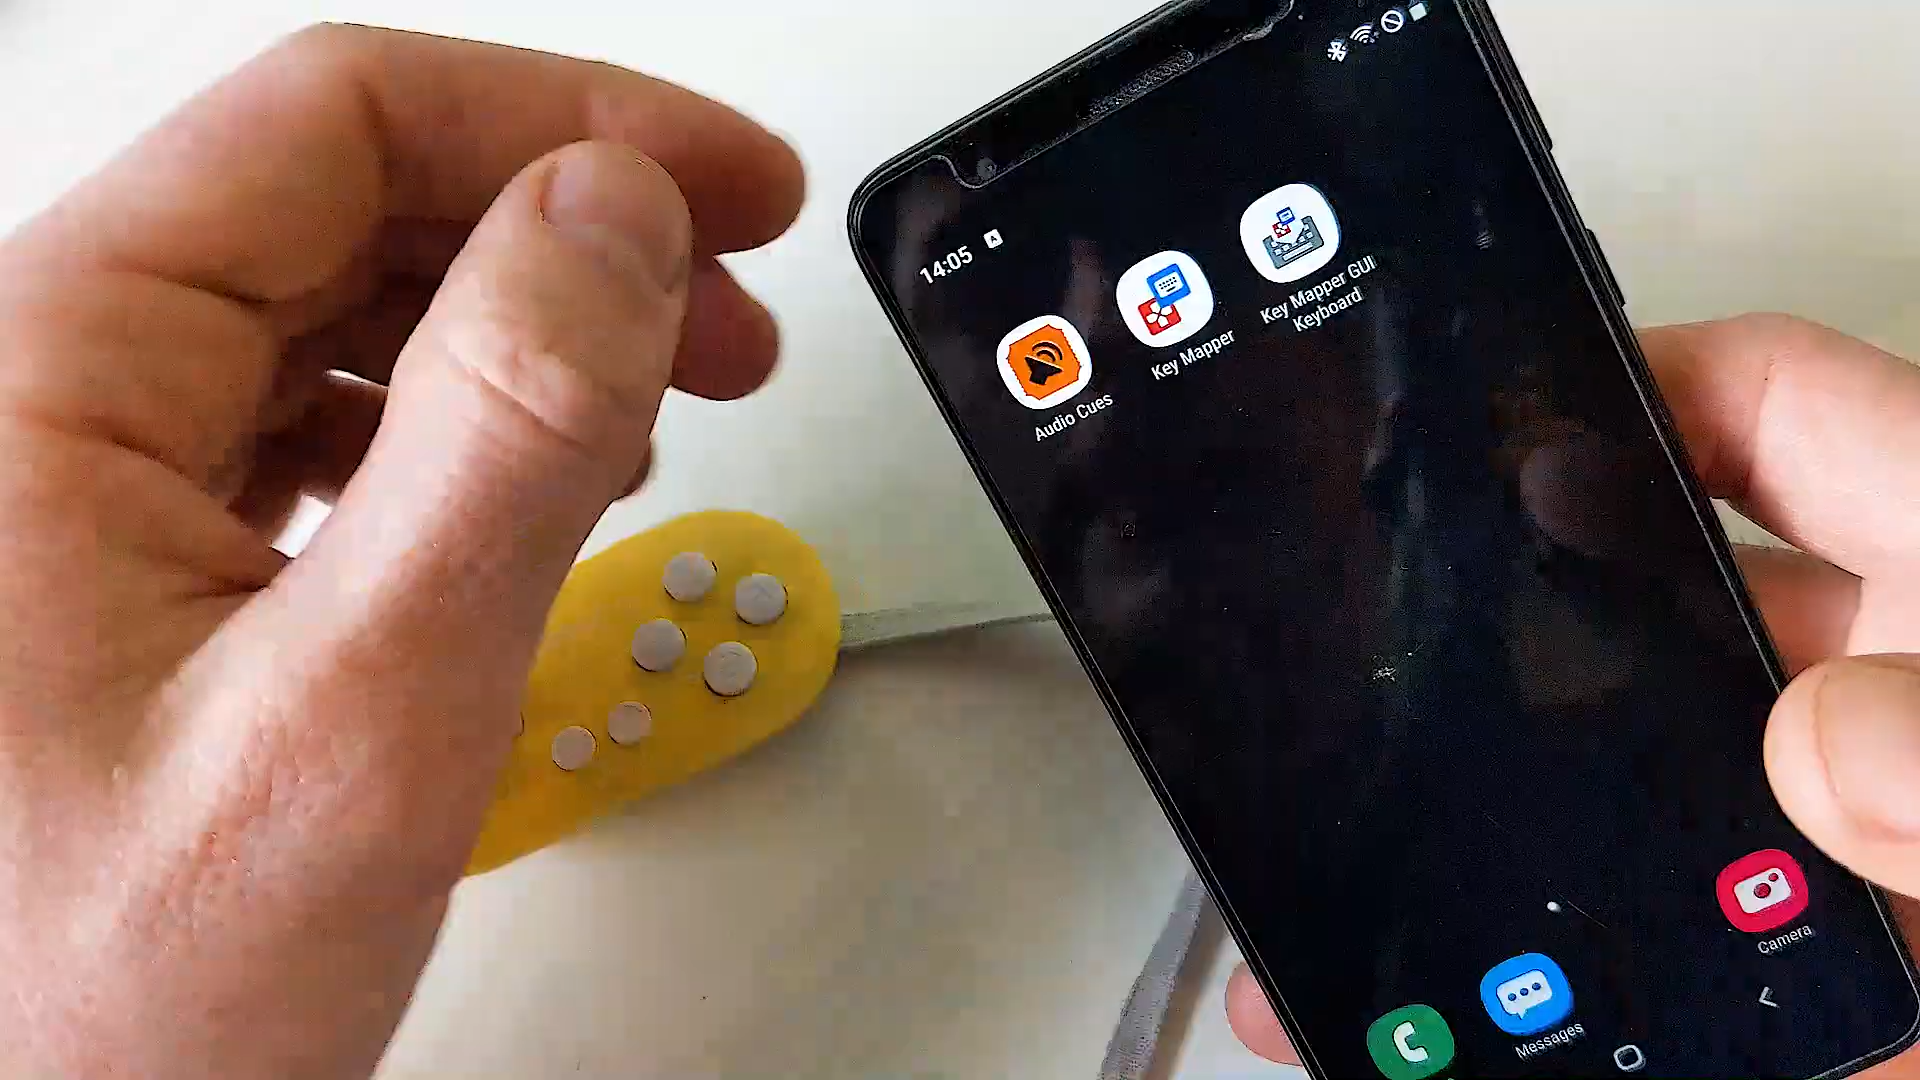 14:05
Audio Cues
Key Mapper
Key Mapper GUI
Keyboard
Camera
Messages